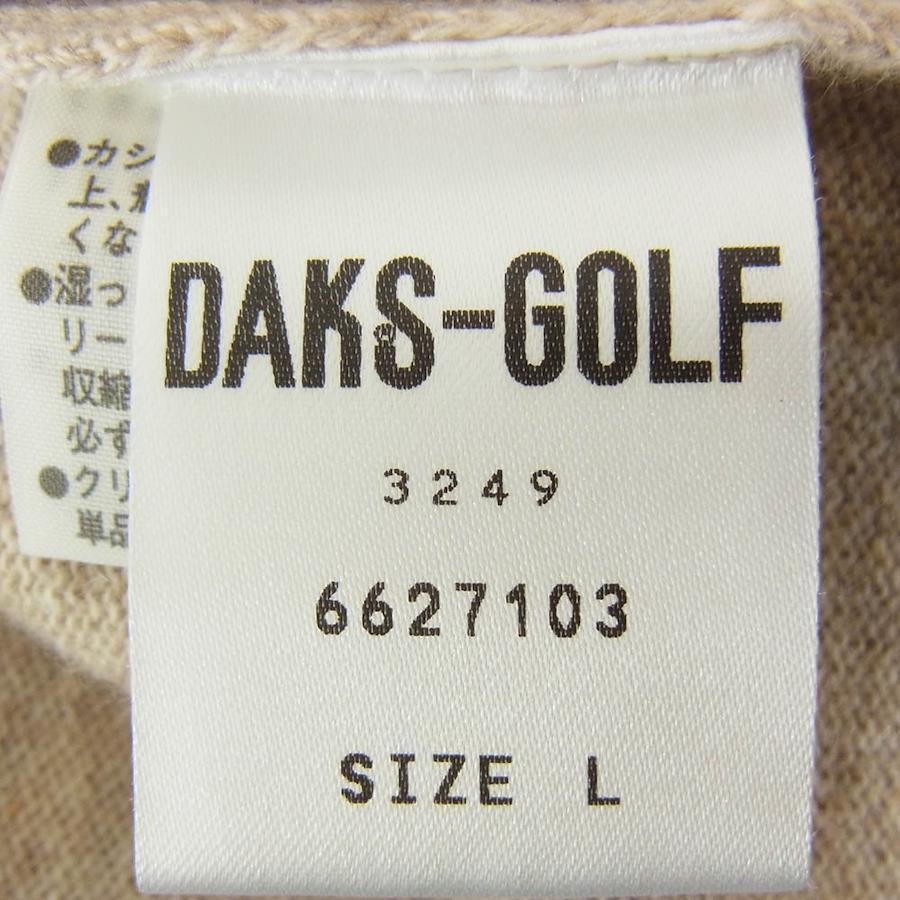 DAKS-GOLF
3249
6627103
SIZE L
●カシ
上、
くな
●湿っ
リー
収縮
必ず
●クリ
単品